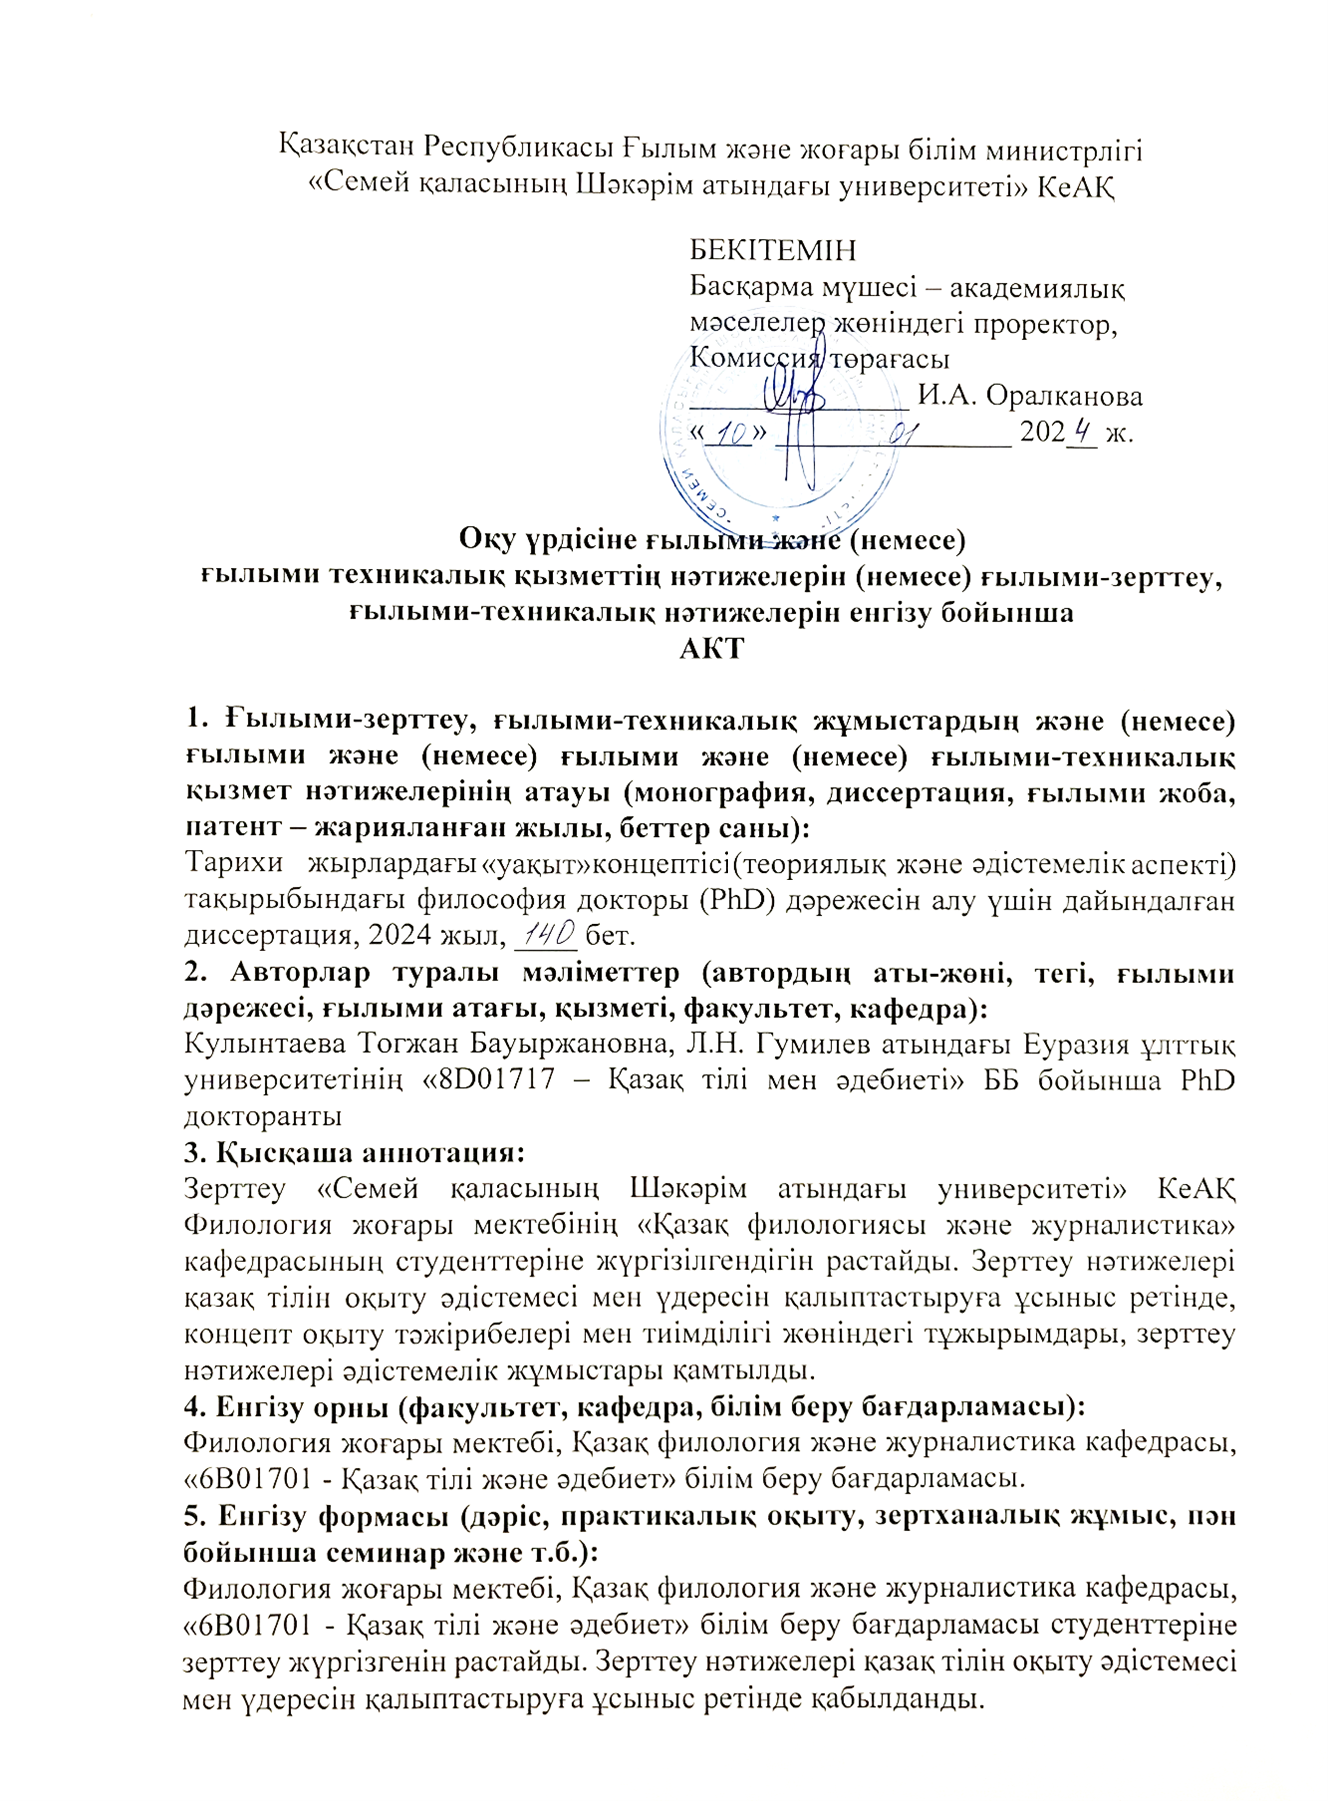 Қазақстан Республикасы Ғылым және жоғары білім министрлігі
«Семей қаласының Шәкәрім атындағы университеті» КеАҚ
БЕКІТЕМІН
Басқарма мүшесі – академиялық
мәселелер жөніндегі проректор,
Комиссия төрағасы
И.А. Оралканова
«10» 01 2024 ж.
Оқу үрдісіне ғылыми және (немесе)
ғылыми техникалық қызметтің нәтижелерін (немесе) ғылыми-зерттеу,
ғылыми-техникалық нәтижелерін енгізу бойынша
АКТ
1. Ғылыми-зерттеу, ғылыми-техникалық жұмыстардың және (немесе)
ғылыми және (немесе) ғылыми және (немесе) ғылыми-техникалық
қызмет нәтижелерінің атауы (монография, диссертация, ғылыми жоба,
патент – жарияланған жылы, беттер саны):
Тарихи жырлардағы «уақыт» концептісі (теориялық және әдістемелік аспекті)
тақырыбындағы философия докторы (PhD) дәрежесін алу үшін дайындалған
диссертация, 2024 жыл, 140 бет.
2. Авторлар туралы мәліметтер (автордың аты-жөні, тегі, ғылыми
дәрежесі, ғылыми атағы, қызметі, факультет, кафедра):
Кулынтаева Тогжан Бауыржановна, Л.Н. Гумилев атындағы Еуразия ұлттық
университетінің «8D01717 – Қазақ тілі мен әдебиеті» ББ бойынша PhD
докторанты
3. Қысқаша аннотация:
Зерттеу «Семей қаласының Шәкәрім атындағы университеті» КеАҚ
Филология жоғары мектебінің «Қазақ филологиясы және журналистика»
кафедрасының студенттеріне жүргізілгендігін растайды. Зерттеу нәтижелері
қазақ тілін оқыту әдістемесі мен үдересін қалыптастыруға ұсыныс ретінде,
концепт оқыту тәжірибелері мен тиімділігі жөніндегі тұжырымдары, зерттеу
нәтижелері әдістемелік жұмыстары қамтылды.
4. Енгізу орны (факультет, кафедра, білім беру бағдарламасы):
Филология жоғары мектебі, Қазақ филология және журналистика кафедрасы,
«6В01701 - Қазақ тілі және әдебиет» білім беру бағдарламасы.
5. Енгізу формасы (дәріс, практикалық оқыту, зертханалық жұмыс, пән
бойынша семинар және т.б.):
Филология жоғары мектебі, Қазақ филология және журналистика кафедрасы,
«6В01701 - Қазақ тілі және әдебиет» білім беру бағдарламасы студенттеріне
зерттеу жүргізгенін растайды. Зерттеу нәтижелері қазақ тілін оқыту әдістемесі
мен үдересін қалыптастыруға ұсыныс ретінде қабылданды.